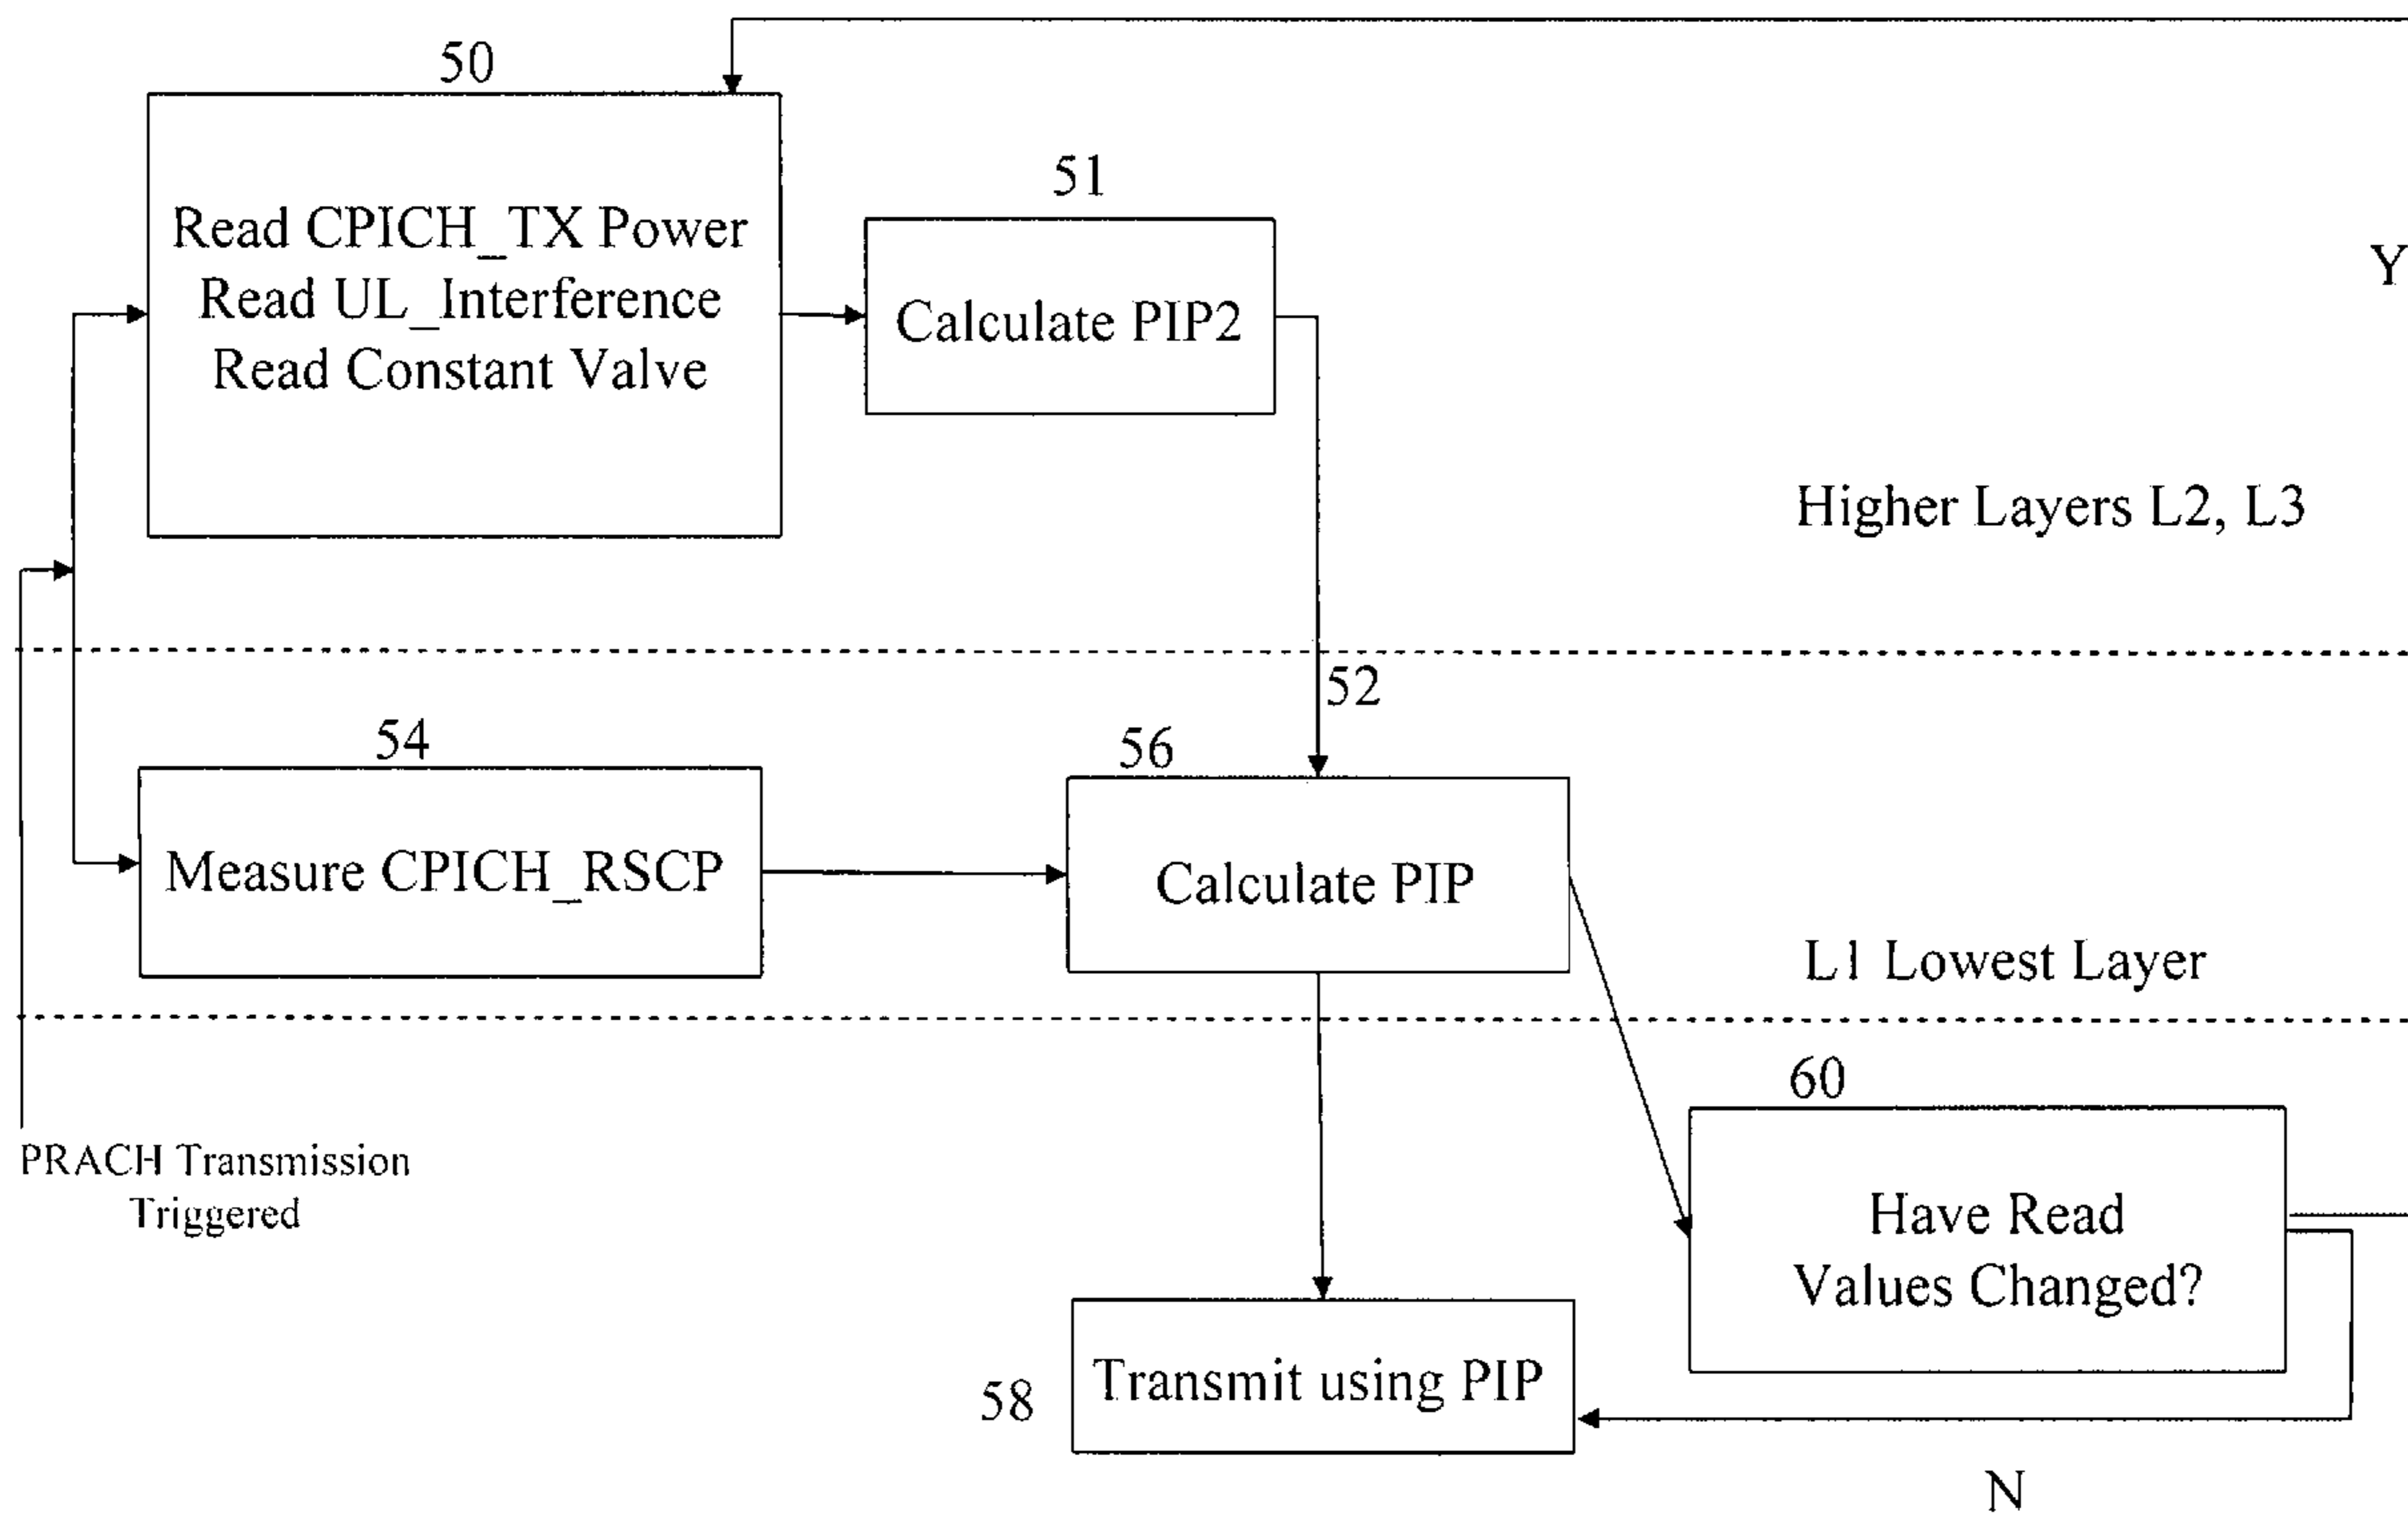 50
Read CPICH_TX Power
Read UL_Interference
Read Constant Valve
51
Calculate PIP2
Y
Higher Layers L2, L3
52
54
Measure CPICH_RSCP
56
Calculate PIP
L1 Lowest Layer
PRACH Transmission
Triggered
60
Have Read
Values Changed?
58
Transmit using PIP
N